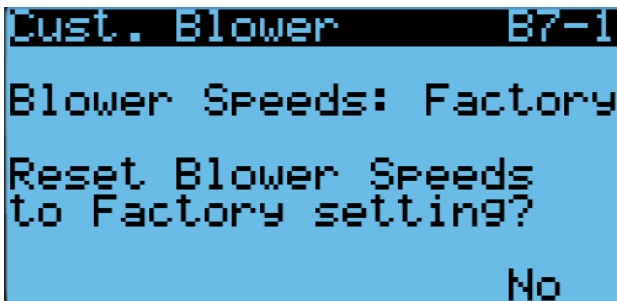 Cust. Blower B7-1
Blower Speeds: Factory
Reset Blower Speeds
to Factory setting?
No